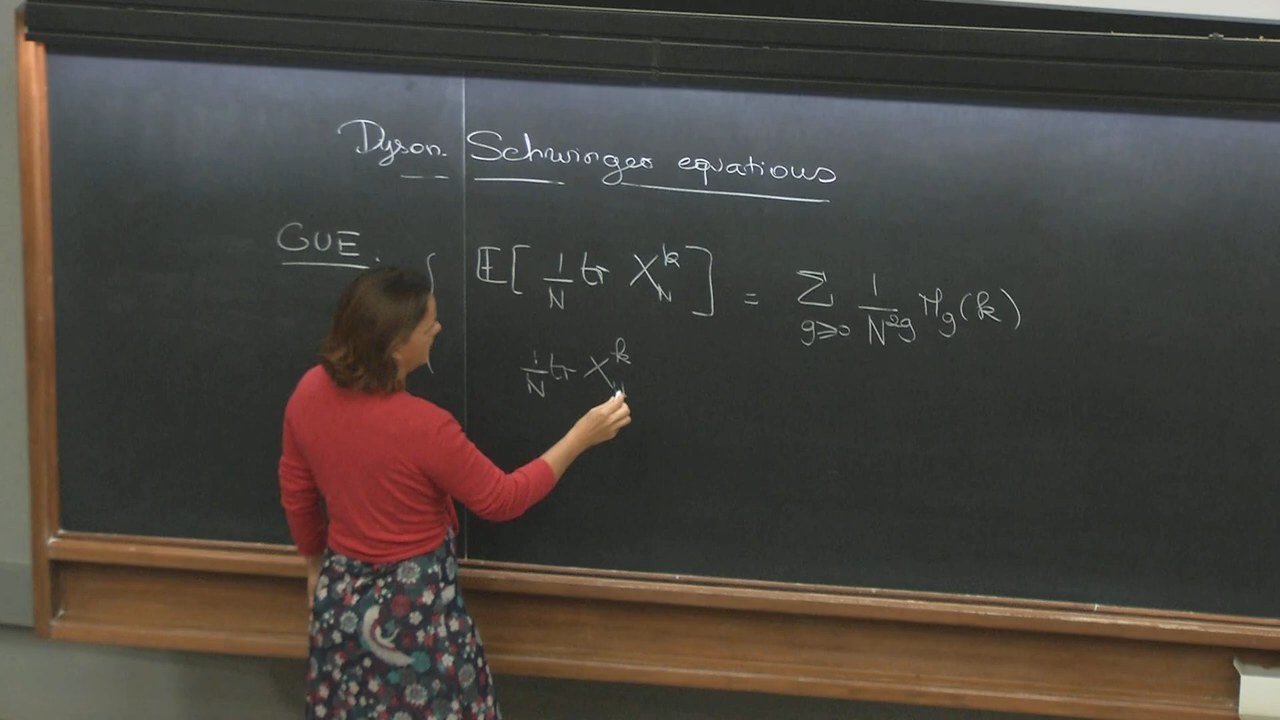 Dyson. Schwinger equations
GUE. { 𝔼[ 1/N tr X_N^k ] = Σ_{g≥0} 1/N^{2g} M_g(k)
1/N tr X_N^k